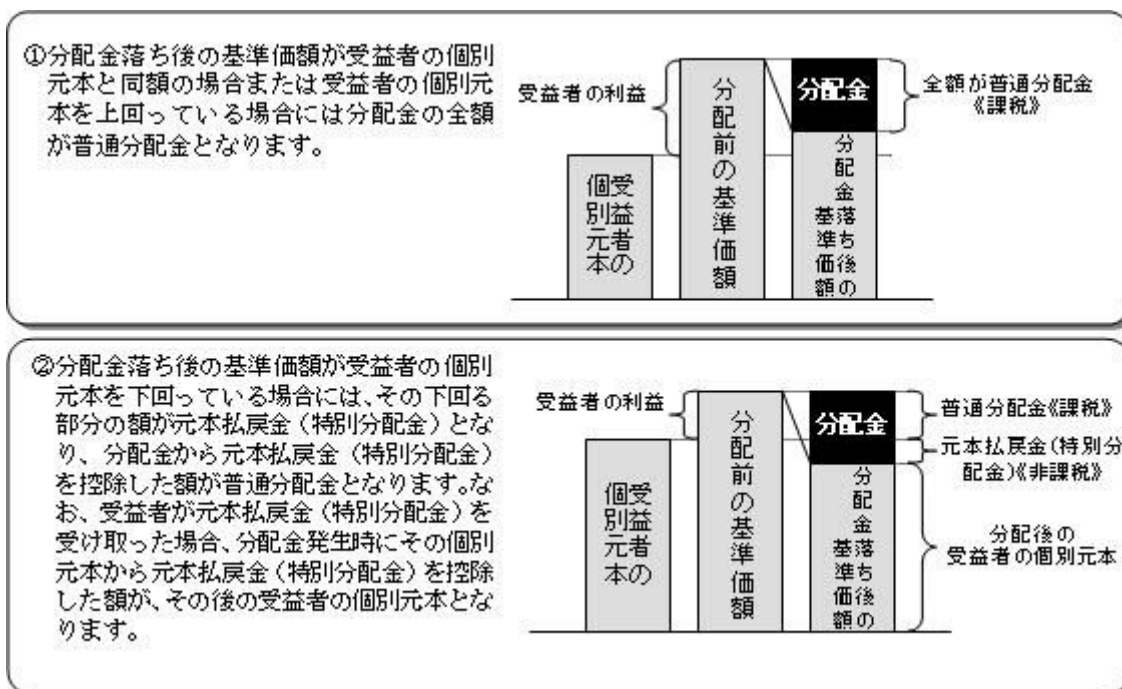 ①分配金落ち後の基準価額が受益者の個別
元本と同額の場合または受益者の個別元
本を上回っている場合には分配金の全額
が普通分配金となります。
受益者の利益
受益者の
個別元本
分配前の基準価額
分配金
分配金落ち後の
基準価額
全額が普通分配金
《課税》
②分配金落ち後の基準価額が受益者の個別
元本を下回っている場合には、その下回る
部分の額が元本払戻金(特別分配金)とな
り、分配金から元本払戻金(特別分配金)
を控除した額が普通分配金となります。な
お、受益者が元本払戻金(特別分配金)を
受け取った場合、分配金発生時にその個別
元本から元本払戻金(特別分配金)を控除
した額が、その後の受益者の個別元本とな
ります。
受益者の利益
受益者の
個別元本
分配前の基準価額
分配金
分配金落ち後の
基準価額
普通分配金《課税》
元本払戻金(特別分
配金)《非課税》
分配後の
受益者の個別元本